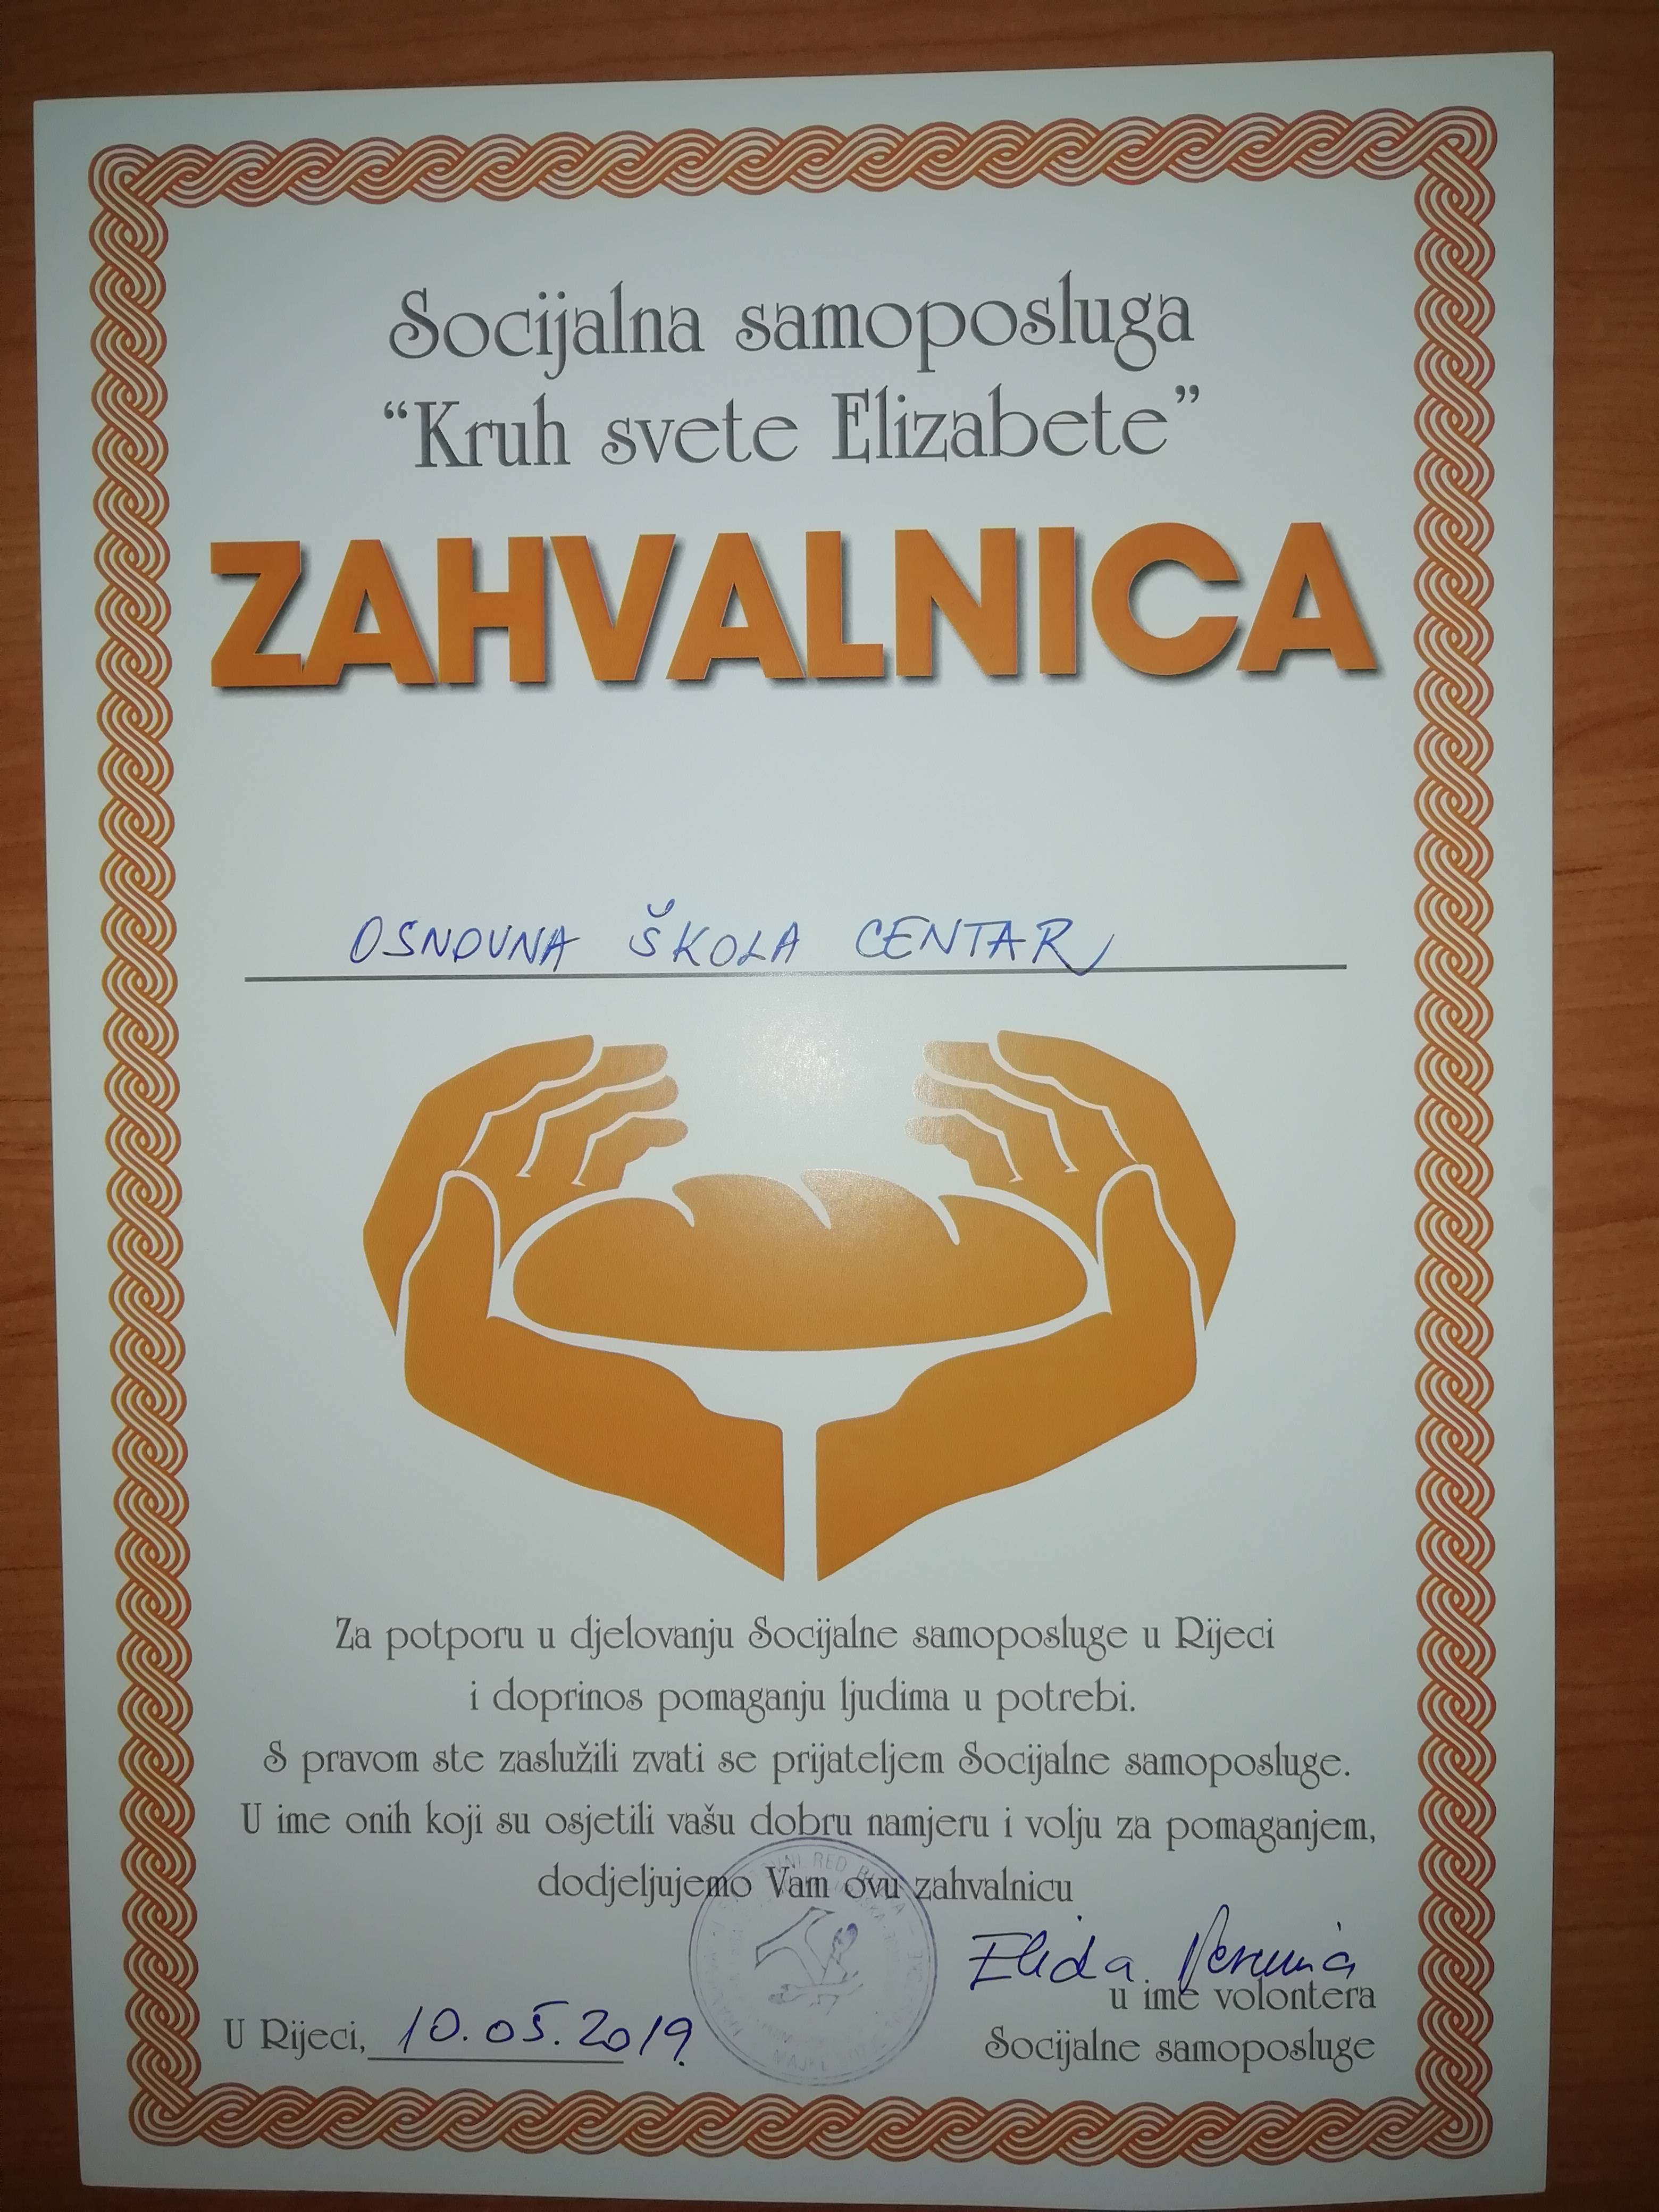 Socijalna samoposluga
“Kruh svete Elizabete”
ZAHVALNICA
OSNOVNA ŠKOLA CENTAR
Za potporu u djelovanju Socijalne samoposluge u Rijeci
i doprinos pomaganju ljudima u potrebi.
S pravom ste zaslužili zvati se prijateljem Socijalne samoposluge.
U ime onih koji su osjetili vašu dobru namjeru i volju za pomaganjem,
dodjeljujemo Vam ovu zahvalnicu
Elida
u ime volontera
U Rijeci, 10.05.2019.
Socijalne samoposluge
RED